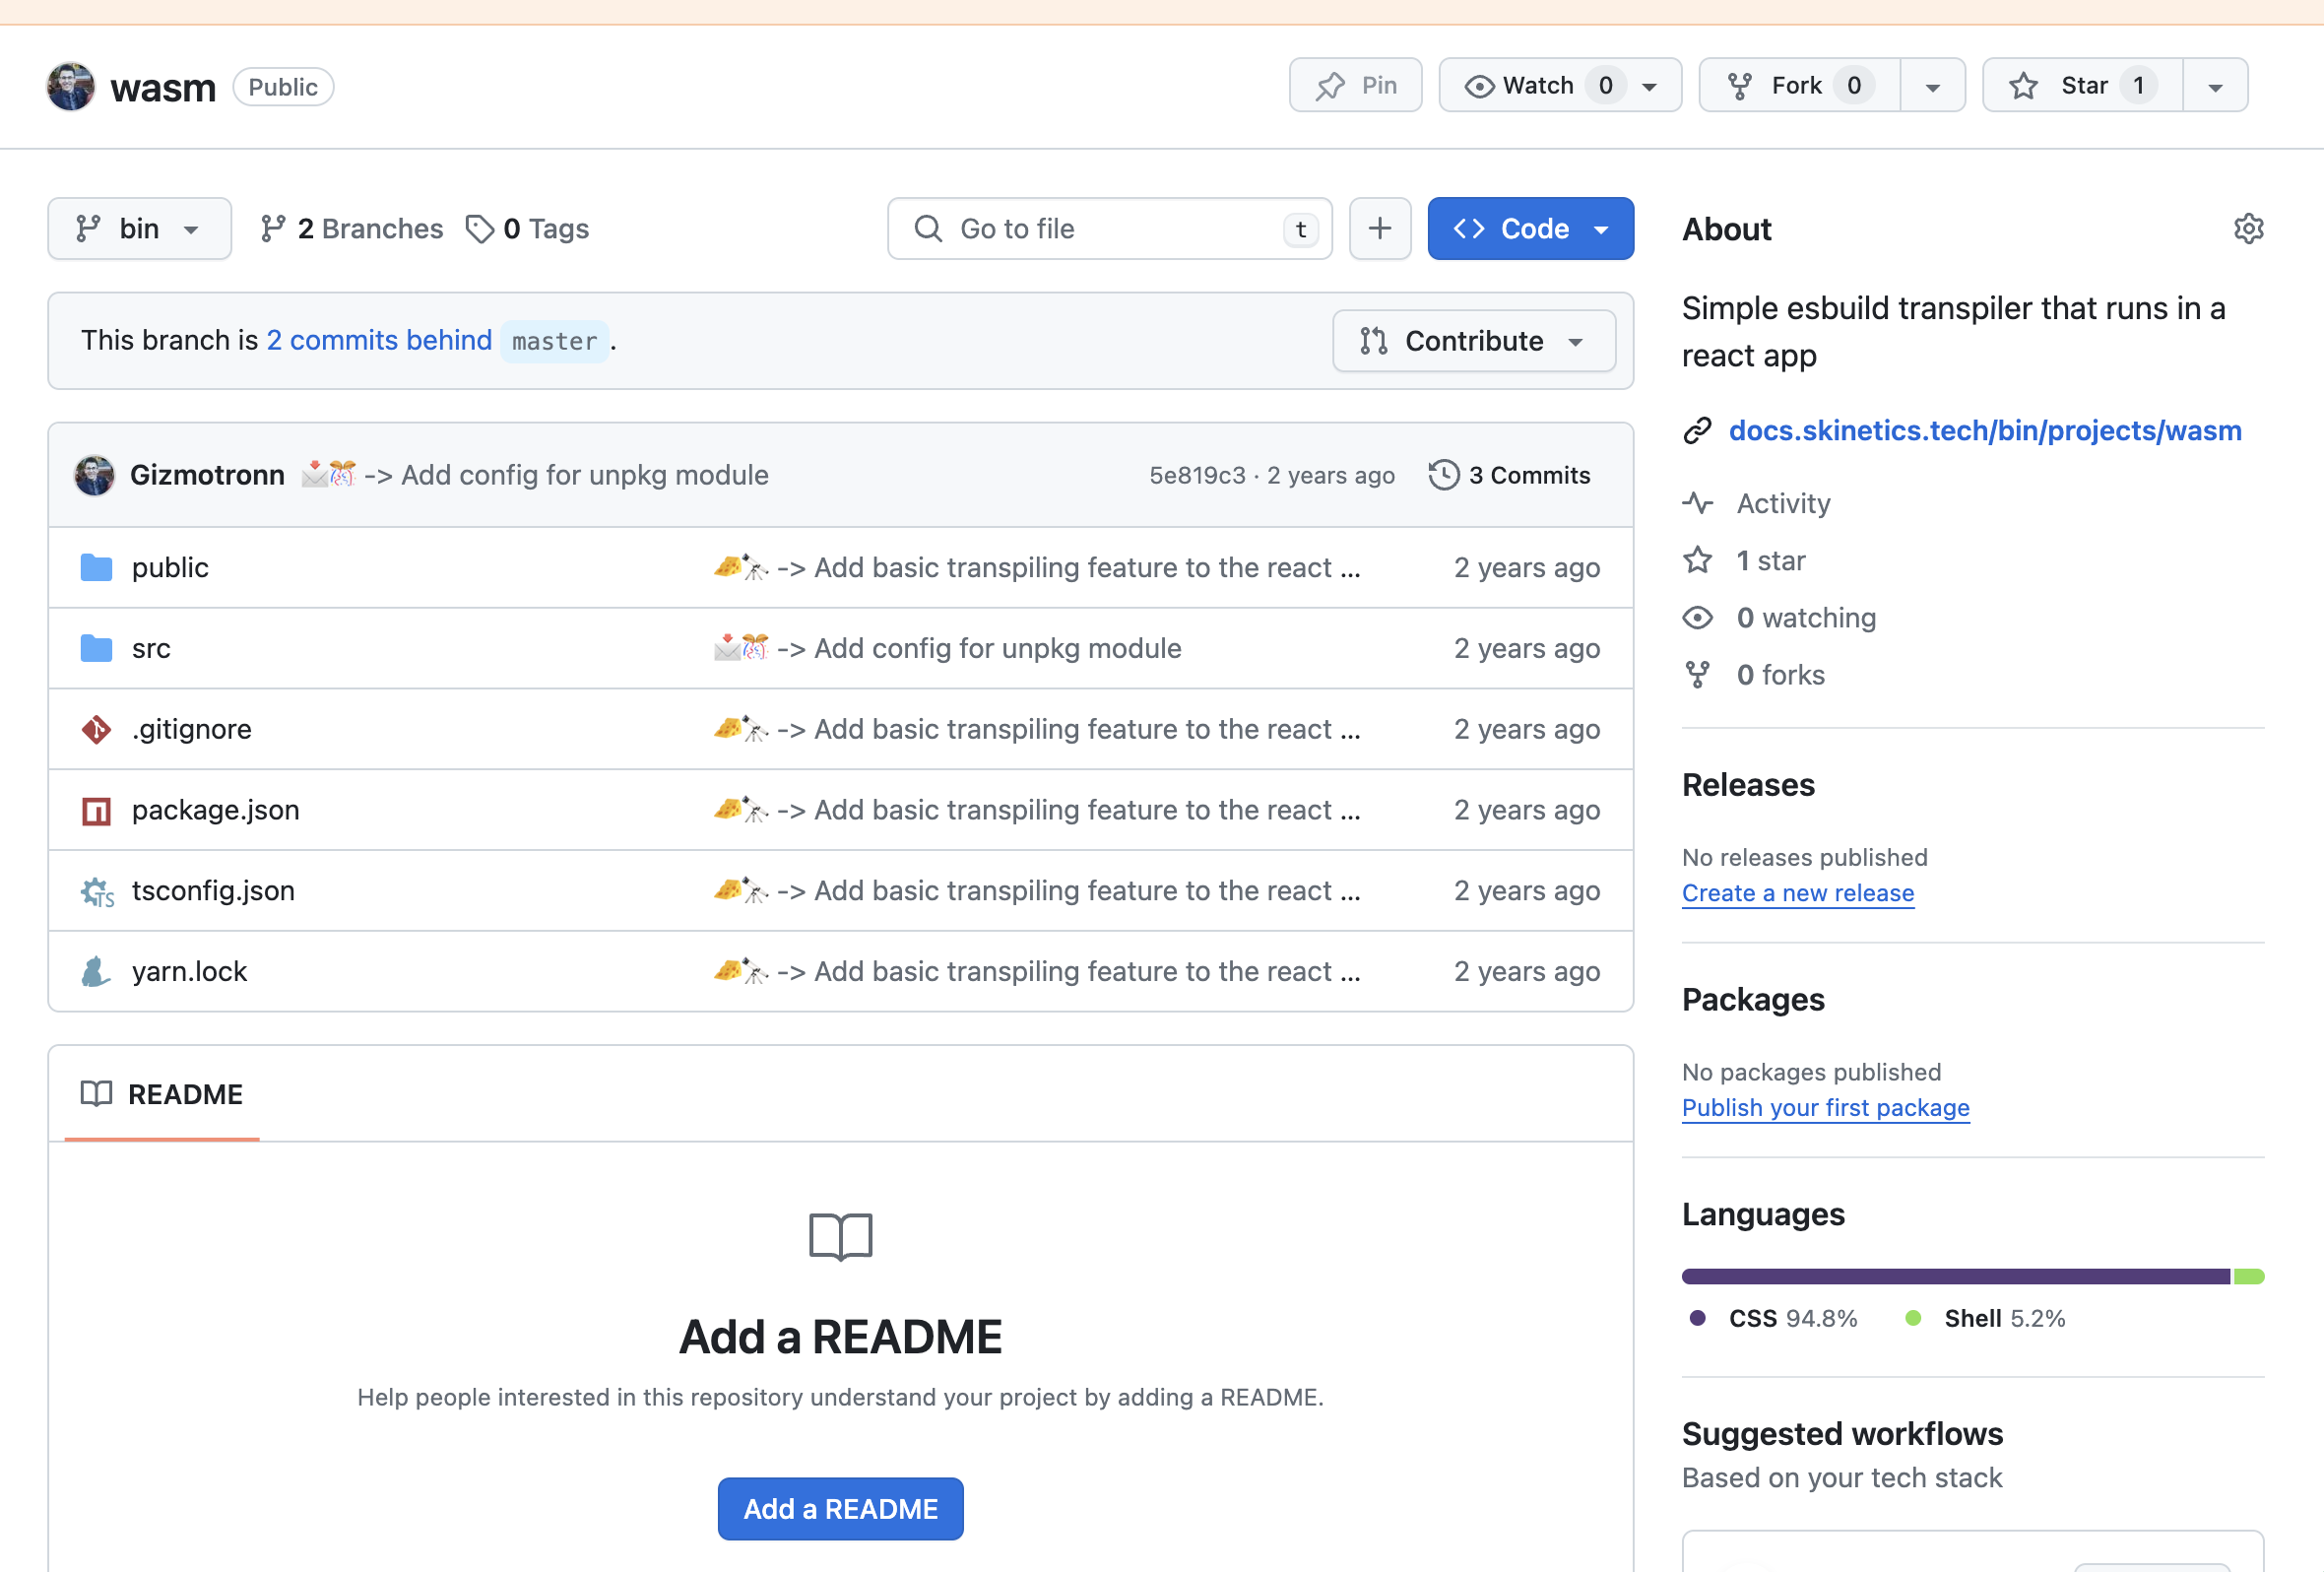 wasm Public Pin Watch 0 Fork 0 Star 1
bin 2 Branches 0 Tags Go to file t Code
This branch is 2 commits behind master .
Contribute
Gizmotronn 📩🎊 -> Add config for unpkg module 5e819c3 · 2 years ago 3 Commits
public 🧀🔭 -> Add basic transpiling feature to the react ... 2 years ago
src 📩🎊 -> Add config for unpkg module 2 years ago
.gitignore 🧀🔭 -> Add basic transpiling feature to the react ... 2 years ago
package.json 🧀🔭 -> Add basic transpiling feature to the react ... 2 years ago
tsconfig.json 🧀🔭 -> Add basic transpiling feature to the react ... 2 years ago
yarn.lock 🧀🔭 -> Add basic transpiling feature to the react ... 2 years ago
README
Add a README
Help people interested in this repository understand your project by adding a README.
Add a README
About
Simple esbuild transpiler that runs in a
react app
docs.skinetics.tech/bin/projects/wasm
Activity
1 star
0 watching
0 forks
Releases
No releases published
Create a new release
Packages
No packages published
Publish your first package
Languages
CSS 94.8% Shell 5.2%
Suggested workflows
Based on your tech stack